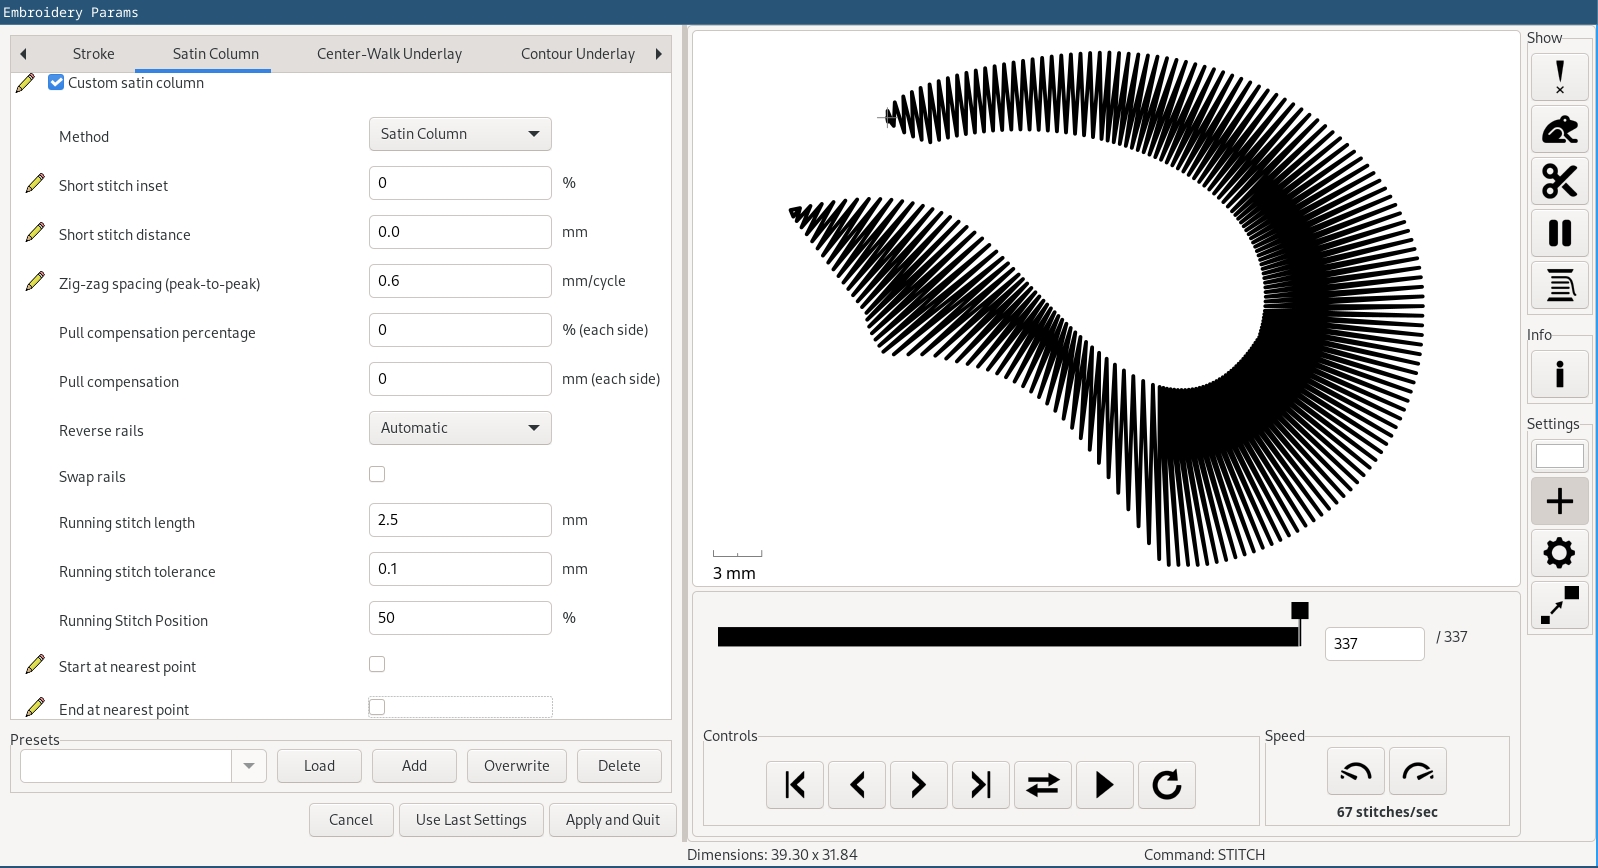 Embroidery Params
Stroke
Satin Column
Center-Walk Underlay
Contour Underlay
Custom satin column
Method
Satin Column
Short stitch inset
0
%
Short stitch distance
0.0
mm
Zig-zag spacing (peak-to-peak)
0.6
mm/cycle
Pull compensation percentage
0
% (each side)
Pull compensation
0
mm (each side)
Reverse rails
Automatic
Swap rails
Running stitch length
2.5
mm
Running stitch tolerance
0.1
mm
Running Stitch Position
50
%
Start at nearest point
End at nearest point
Presets
Load
Add
Overwrite
Delete
Cancel
Use Last Settings
Apply and Quit
3 mm
337
/ 337
Controls
Speed
67 stitches/sec
Dimensions: 39.30 x 31.84
Command: STITCH
Show
Info
Settings